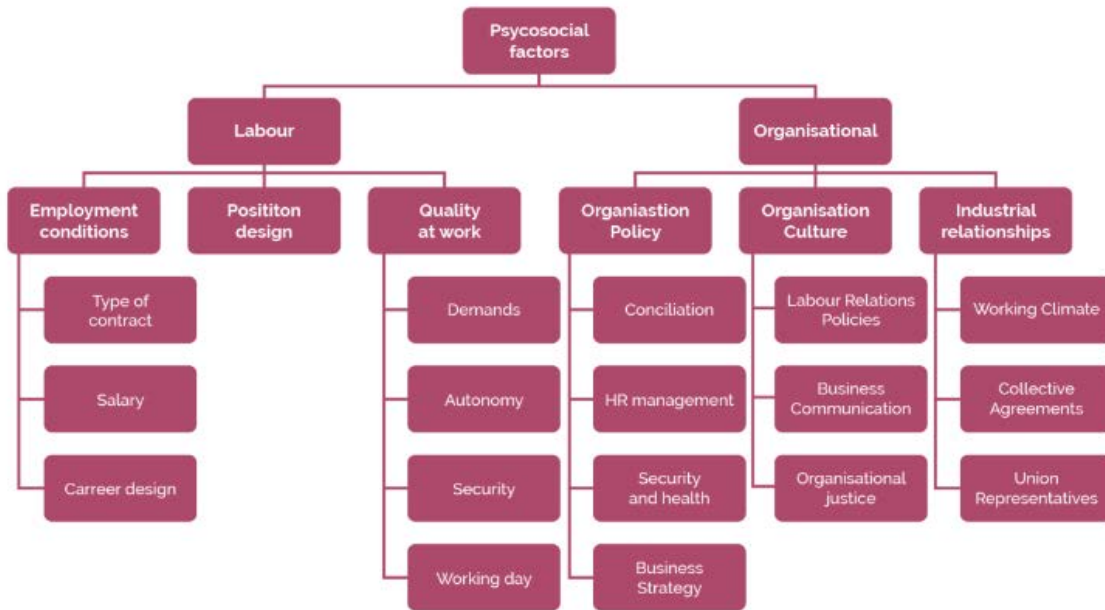 Psycosocial
factors
Labour
Organisational
Employment
conditions
Posititon
design
Quality
at work
Organiastion
Policy
Organisation
Culture
Industrial
relationships
Type of
contract
Demands
Conciliation
Labour Relations
Policies
Working Climate
Salary
Autonomy
HR management
Business
Communication
Collective
Agreements
Carreer design
Security
Security
and health
Organisational
justice
Union
Representatives
Working day
Business
Strategy